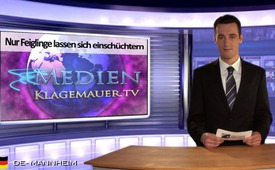 Nur Feiglinge lassen sich einschüchtern
MEDIEN
KLAGEMAUER.TV
DE-MANNHEIM